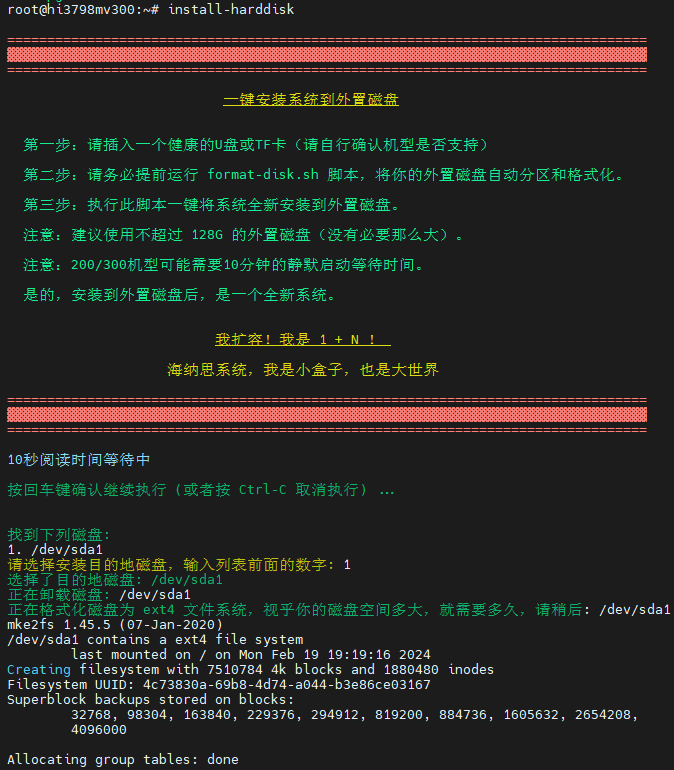 root@hi3798mv300:~# install-harddisk
================================================================================
================================================================================
一键安装系统到外置磁盘
第一步: 请插入一个健康的U盘或TF卡（请自行确认机型是否支持）
第二步: 请务必提前运行 format-disk.sh 脚本，将你的外置磁盘自动分区和格式化。
第三步: 执行此脚本一键将系统全新安装到外置磁盘。
注意: 建议使用不超过 128G 的外置磁盘（没有必要那么大）。
注意: 200/300机型可能需要10分钟的静默启动等待时间。
是的，安装到外置磁盘后，是一个全新系统。
我扩容! 我是 1 + N !
海纳思系统，我是小盒子，也是大世界
================================================================================
================================================================================
10秒阅读时间等待中
按回车键确认继续执行 (或者按 Ctrl-C 取消执行) ...
找到下列磁盘:
1. /dev/sda1
请选择安装目的地磁盘，输入列表前面的数字: 1
选择了目的地磁盘: /dev/sda1
正在卸载磁盘: /dev/sda1
正在格式化磁盘为 ext4 文件系统，视乎你的磁盘空间多大，就需要多久，请稍后: /dev/sda1
mke2fs 1.45.5 (07-Jan-2020)
/dev/sda1 contains a ext4 file system
last mounted on / on Mon Feb 19 19:19:16 2024
Creating filesystem with 7510784 4k blocks and 1880480 inodes
Filesystem UUID: 4c73830a-69b8-4d74-a044-b3e86ce03167
Superblock backups stored on blocks:
32768, 98304, 163840, 229376, 294912, 819200, 884736, 1605632, 2654208,
4096000
Allocating group tables: done